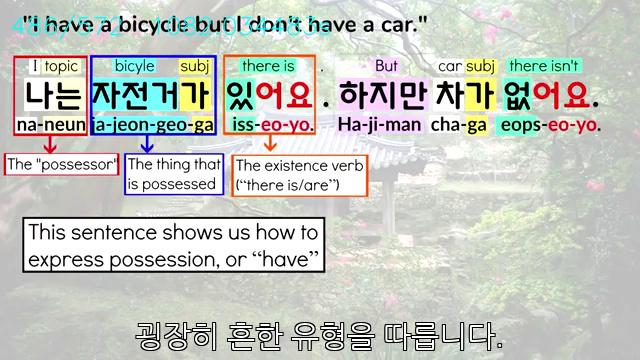 "I have a bicycle but I don't have a car."
I topic bicyle subj there is . But car subj there isn't
나는 자전거가 있어요. 하지만 차가 없어요.
na-neun ja-jeon-geo-ga iss-eo-yo. Ha-ji-man cha-ga eops-eo-yo.
The "possessor"
The thing that
is possessed
The existence verb
(“there is/are”)
This sentence shows us how to
express possession, or “have”
굉장히 흔한 유형을 따릅니다.